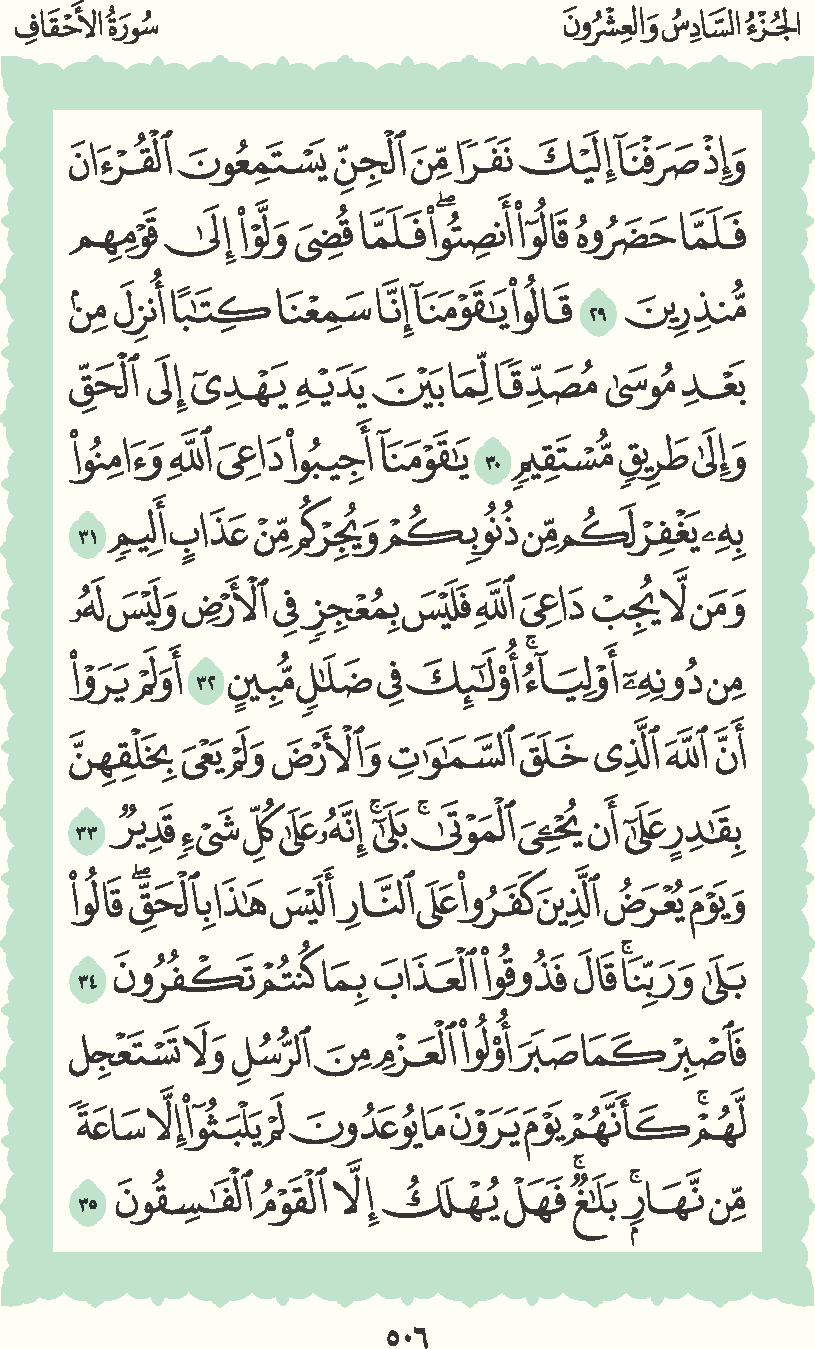 الجُزْءُ السَّادِسُ وَالعِشْرُونَ
سُورَةُ الأَحْقَافِ
وَإِذْ صَرَفْنَآ إِلَيْكَ نَفَرًا مِّنَ ٱلْجِنِّ يَسْتَمِعُونَ ٱلْقُرْءَانَ
فَلَمَّا حَضَرُوهُ قَالُوٓا۟ أَنصِتُوا۟ۖ فَلَمَّا قُضِىَ وَلَّوْا۟ إِلَىٰ قَوْمِهِم
مُّنذِرِينَ ٢٩ قَالُوا۟ يَـٰقَوْمَنَآ إِنَّا سَمِعْنَا كِتَـٰبًا أُنزِلَ مِنۢ
بَعْدِ مُوسَىٰ مُصَدِّقًا لِّمَا بَيْنَ يَدَيْهِ يَهْدِىٓ إِلَى ٱلْحَقِّ
وَإِلَىٰ طَرِيقٍ مُّسْتَقِيمٍ ٣٠ يَـٰقَوْمَنَآ أَجِيبُوا۟ دَاعِىَ ٱللَّهِ وَءَامِنُوا۟
بِهِۦ يَغْفِرْ لَكُم مِّن ذُنُوبِكُمْ وَيُجِرْكُم مِّنْ عَذَابٍ أَلِيمٍ ٣١
وَمَن لَّا يُجِبْ دَاعِىَ ٱللَّهِ فَلَيْسَ بِمُعْجِزٍ فِى ٱلْأَرْضِ وَلَيْسَ لَهُۥ
مِن دُونِهِۦٓ أَوْلِيَآءُۚ أُو۟لَـٰٓئِكَ فِى ضَلَـٰلٍ مُّبِينٍ ٣٢ أَوَلَمْ يَرَوْا۟
أَنَّ ٱللَّهَ ٱلَّذِى خَلَقَ ٱلسَّمَـٰوَٰتِ وَٱلْأَرْضَ وَلَمْ يَعْىَ بِخَلْقِهِنَّ
بِقَـٰدِرٍ عَلَىٰٓ أَن يُحْـِۧىَ ٱلْمَوْتَىٰۚ بَلَىٰٓۚ إِنَّهُۥ عَلَىٰ كُلِّ شَىْءٍ قَدِيرٌ ٣٣
وَيَوْمَ يُعْرَضُ ٱلَّذِينَ كَفَرُوا۟ عَلَى ٱلنَّارِ أَلَيْسَ هَـٰذَا بِٱلْحَقِّۖ قَالُوا۟
بَلَىٰ وَرَبِّنَاۚ قَالَ فَذُوقُوا۟ ٱلْعَذَابَ بِمَا كُنتُمْ تَكْفُرُونَ ٣٤
فَٱصْبِرْ كَمَا صَبَرَ أُو۟لُوا۟ ٱلْعَزْمِ مِنَ ٱلرُّسُلِ وَلَا تَسْتَعْجِل
لَّهُمْۚ كَأَنَّهُمْ يَوْمَ يَرَوْنَ مَا يُوعَدُونَ لَمْ يَلْبَثُوٓا۟ إِلَّا سَاعَةً
مِّن نَّهَارٍۭۚ بَلَـٰغٌۚ فَهَلْ يُهْلَكُ إِلَّا ٱلْقَوْمُ ٱلْفَـٰسِقُونَ ٣٥
٥٠٦